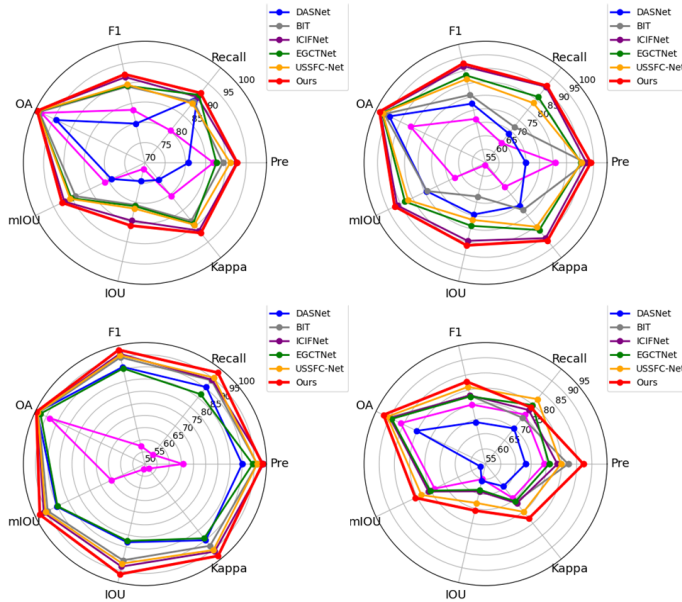 DASNet
BIT
ICIFNet
EGCTNet
USSFC-Net
Ours
F1
Recall
OA
Pre
mIOU
IOU
Kappa
70
75
80
85
90
95
100
DASNet
BIT
ICIFNet
EGCTNet
USSFC-Net
Ours
F1
Recall
OA
Pre
mIOU
IOU
Kappa
55
60
65
70
75
80
85
90
95
100
DASNet
BIT
ICIFNet
EGCTNet
USSFC-Net
Ours
F1
Recall
OA
Pre
mIOU
IOU
Kappa
50
55
60
65
70
75
80
85
90
95
100
DASNet
BIT
ICIFNet
EGCTNet
USSFC-Net
Ours
F1
Recall
OA
Pre
mIOU
IOU
Kappa
55
60
65
70
75
80
85
90
95